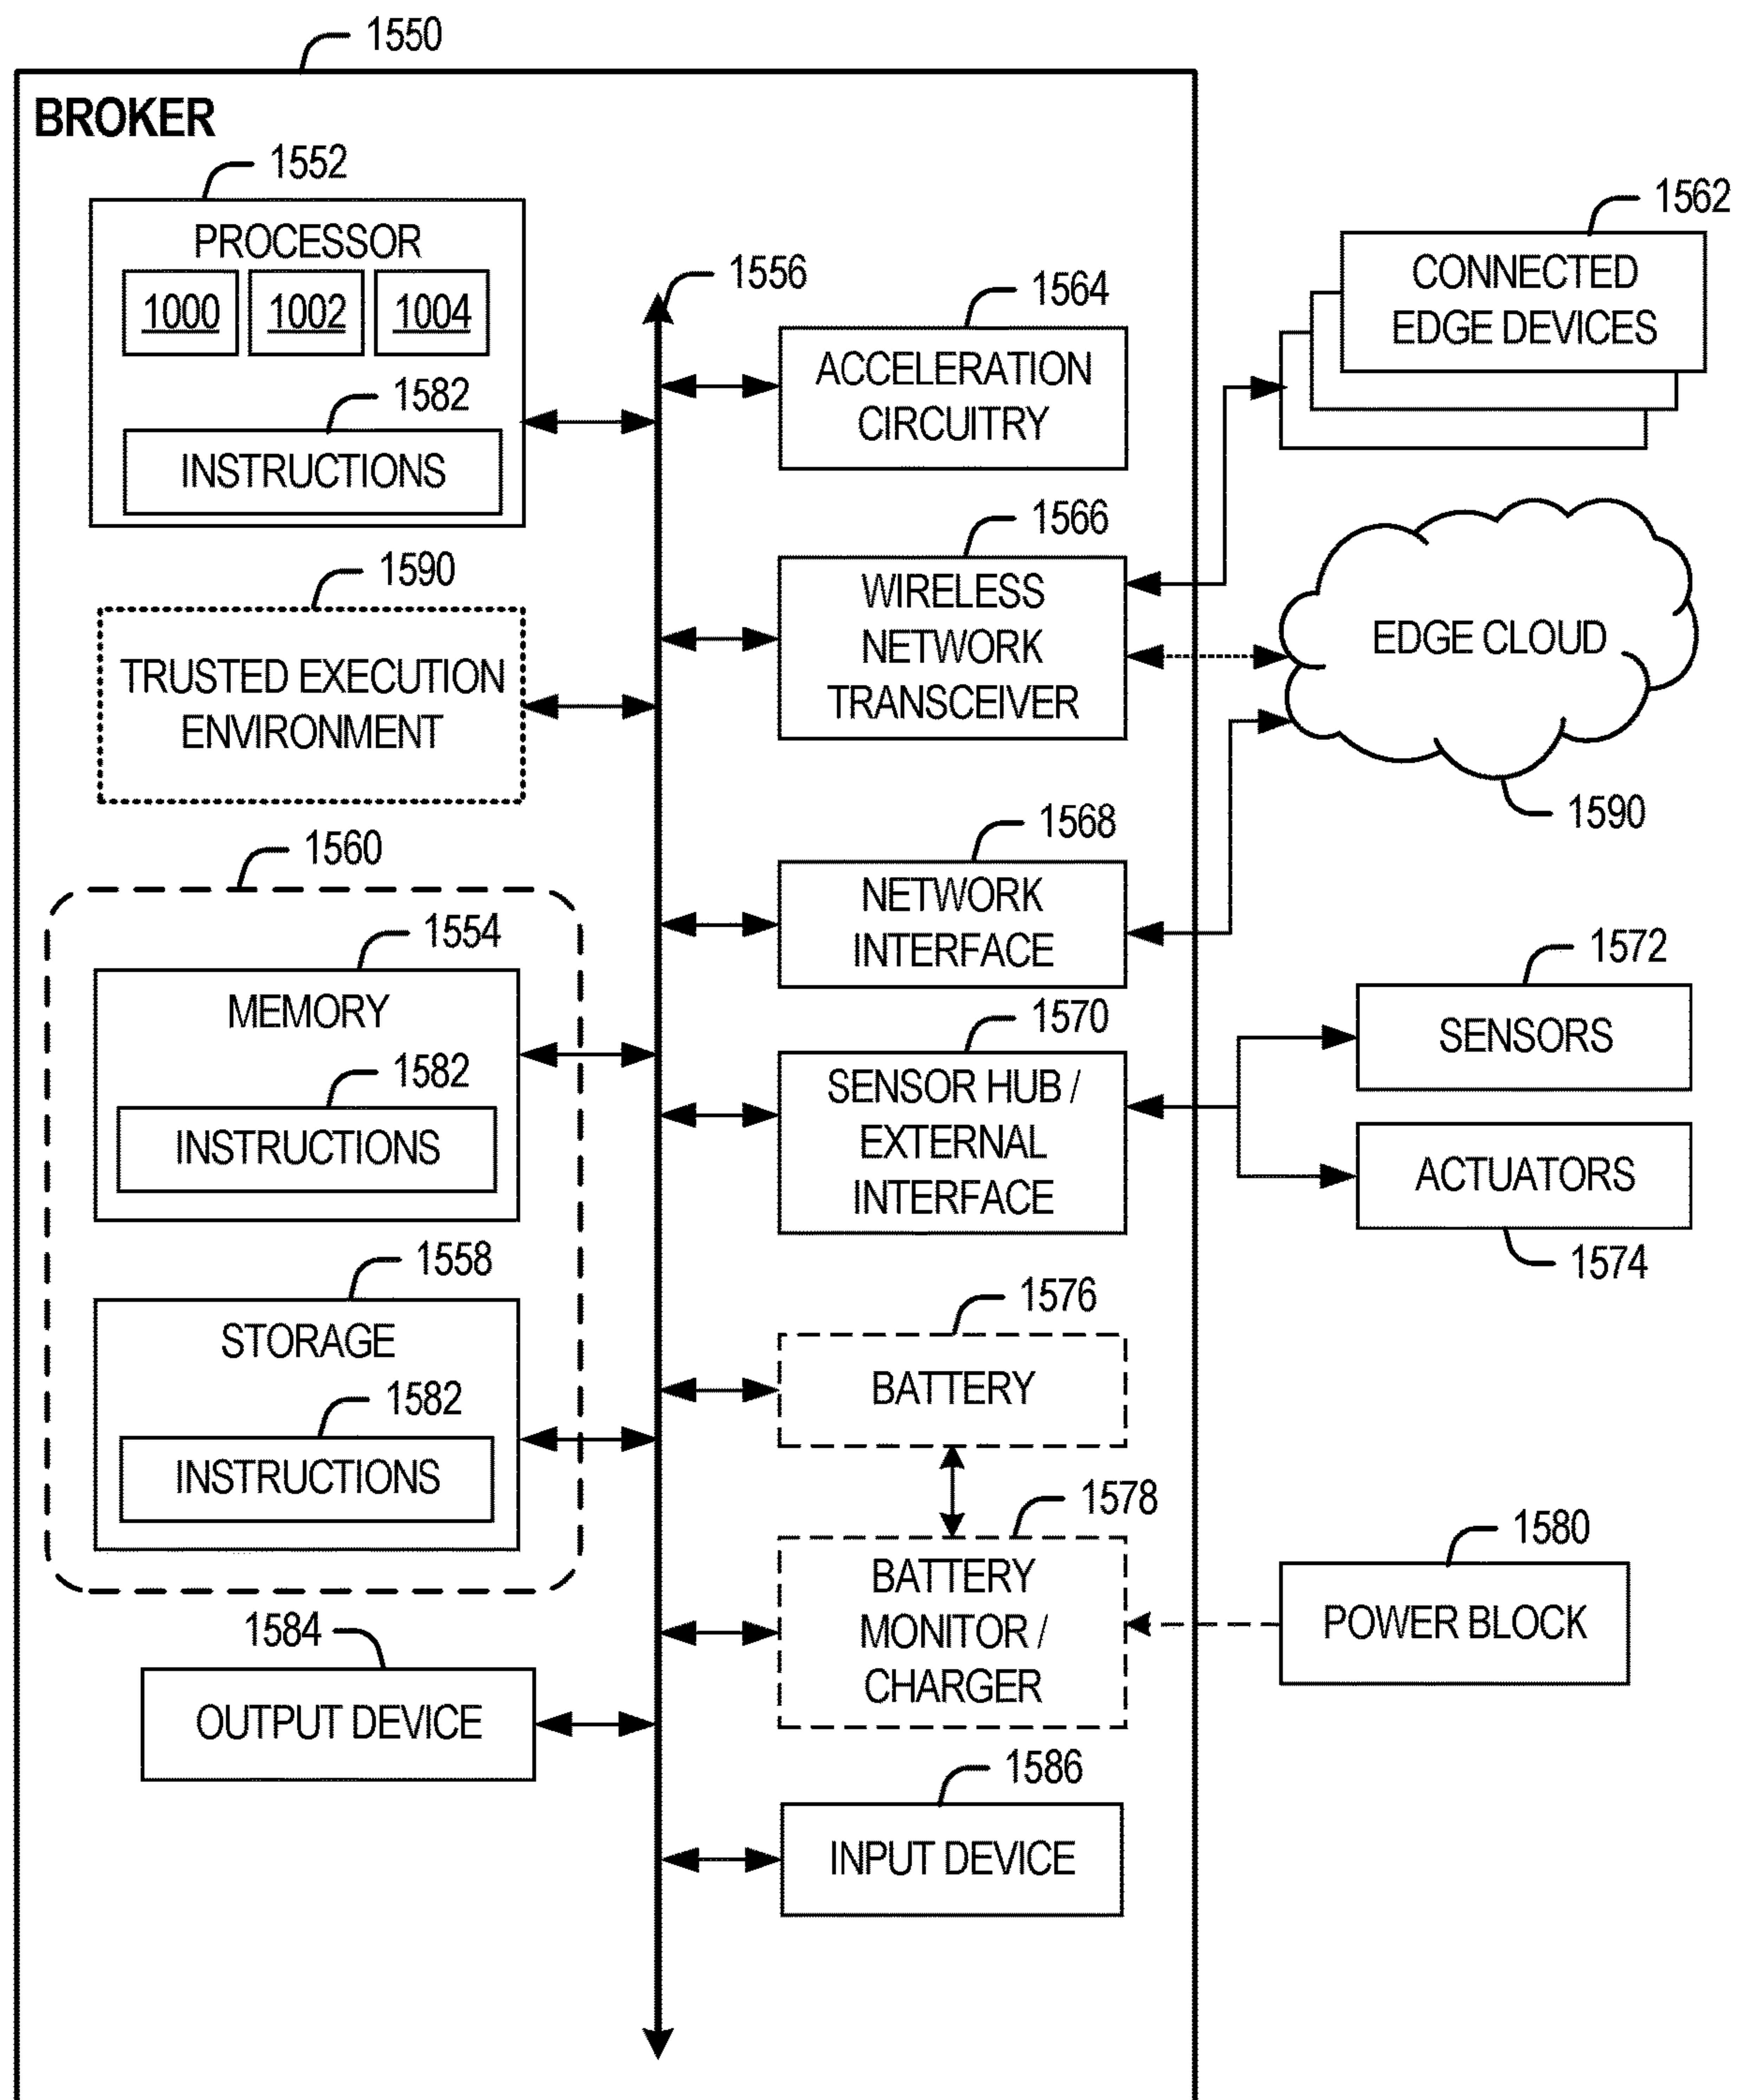 1550
BROKER
1552
PROCESSOR
1000 1002 1004
1582
INSTRUCTIONS
1590
TRUSTED EXECUTION
ENVIRONMENT
1560
1554
MEMORY
1582
INSTRUCTIONS
1558
STORAGE
1582
INSTRUCTIONS
1584
OUTPUT DEVICE
1556
1564
ACCELERATION
CIRCUITRY
1566
WIRELESS
NETWORK
TRANSCEIVER
1568
NETWORK
INTERFACE
1570
SENSOR HUB /
EXTERNAL
INTERFACE
1576
BATTERY
1578
BATTERY
MONITOR /
CHARGER
1586
INPUT DEVICE
1562
CONNECTED
EDGE DEVICES
EDGE CLOUD
1590
1572
SENSORS
ACTUATORS
1574
1580
POWER BLOCK